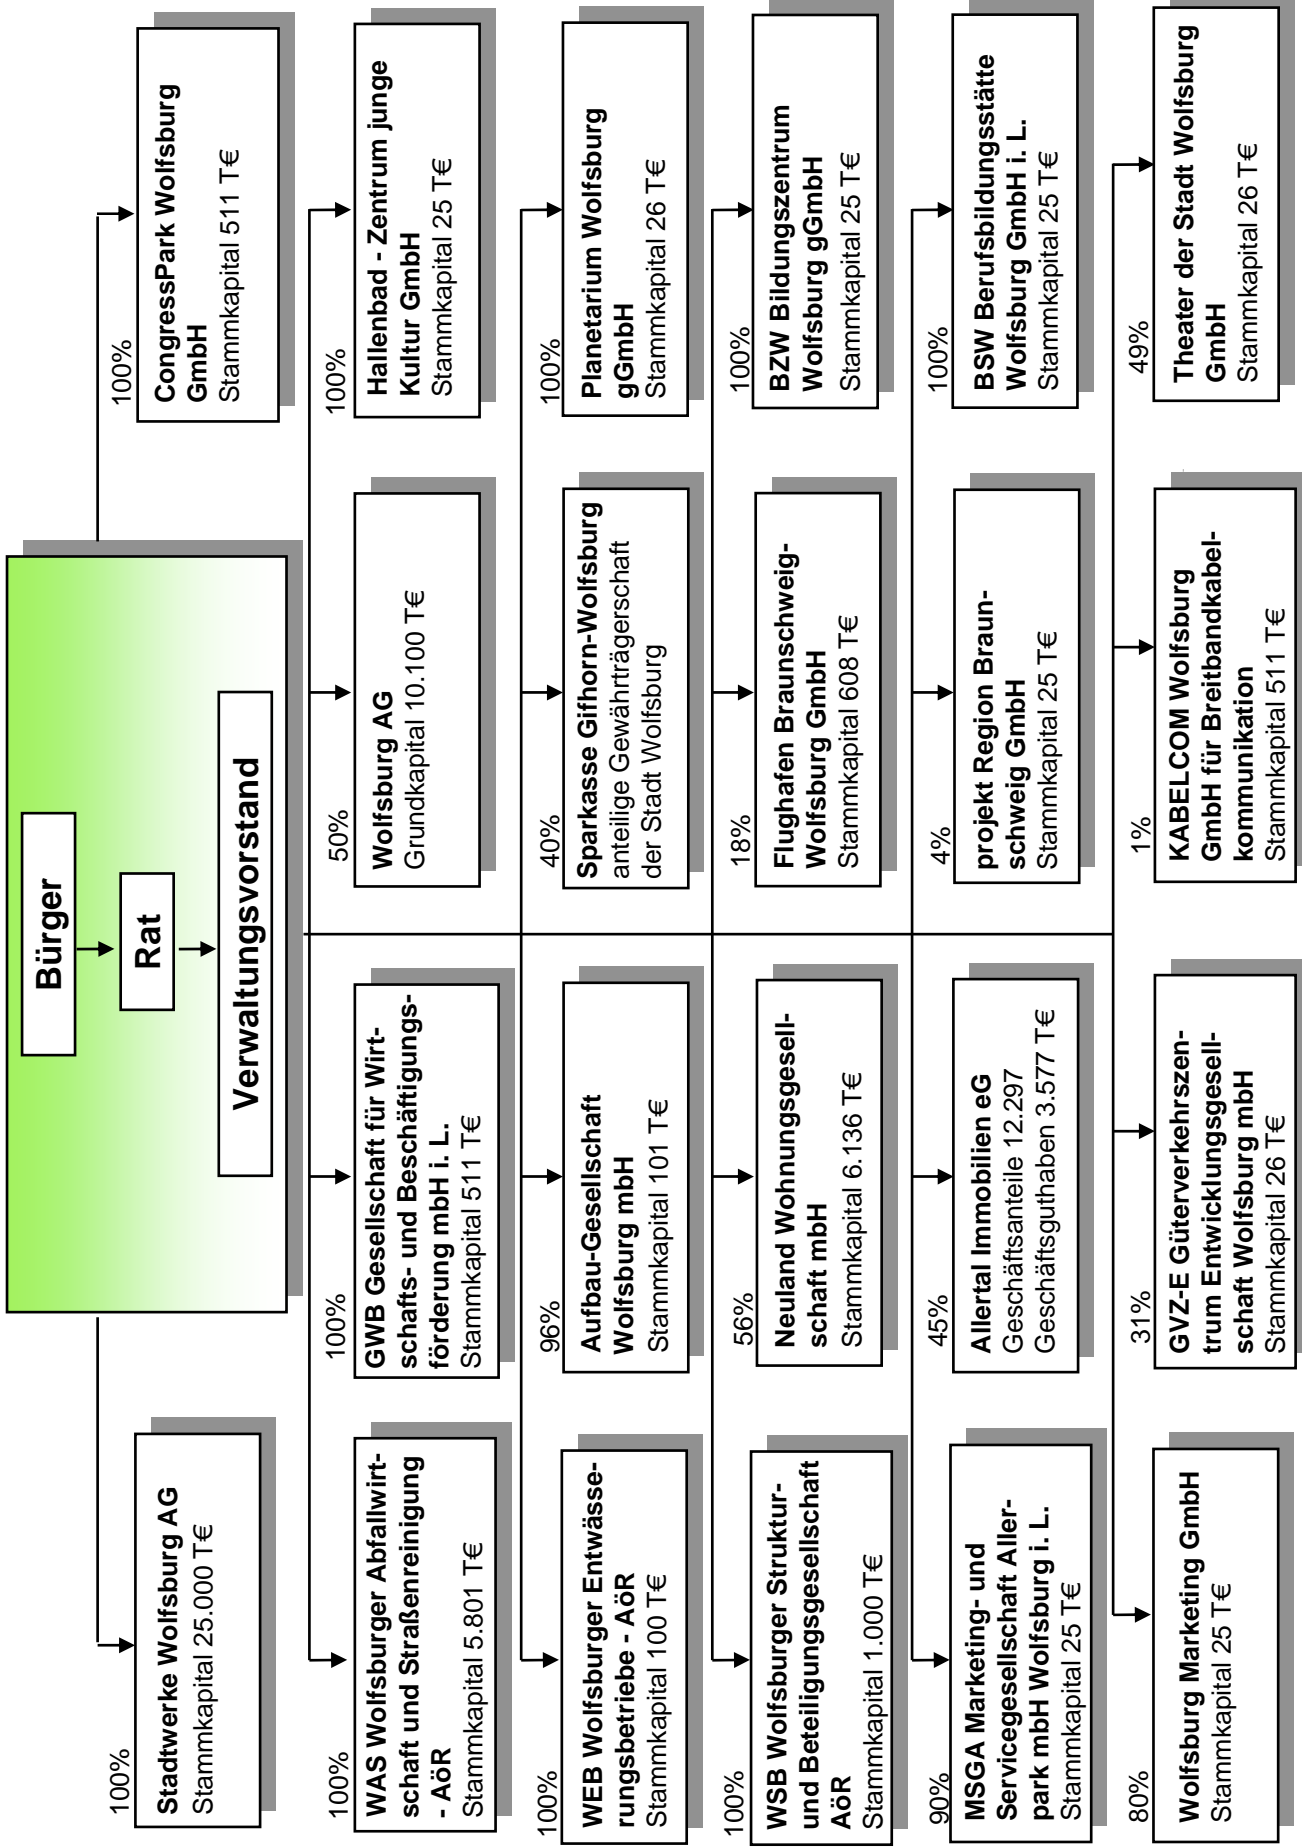 Bürger
Rat
Verwaltungsvorstand
100%
Stadtwerke Wolfsburg AG
Stammkapital 25.000 T€
100%
CongressPark Wolfsburg
GmbH
Stammkapital 511 T€
100%
WAS Wolfsburger Abfallwirt-
schaft und Straßenreinigung
- AöR
Stammkapital 5.801 T€
100%
GWB Gesellschaft für Wirt-
schafts- und Beschäftigungs-
förderung mbH i. L.
Stammkapital 511 T€
50%
Wolfsburg AG
Grundkapital 10.100 T€
100%
Hallenbad - Zentrum junge
Kultur GmbH
Stammkapital 25 T€
100%
WEB Wolfsburger Entwässe-
rungsbetriebe - AöR
Stammkapital 100 T€
96%
Aufbau-Gesellschaft
Wolfsburg mbH
Stammkapital 101 T€
40%
Sparkasse Gifhorn-Wolfsburg
anteilige Gewährträgerschaft
der Stadt Wolfsburg
100%
Planetarium Wolfsburg
gGmbH
Stammkapital 26 T€
100%
WSB Wolfsburger Struktur-
und Beteiligungsgesellschaft
AöR
Stammkapital 1.000 T€
56%
Neuland Wohnungsgesell-
schaft mbH
Stammkapital 6.136 T€
18%
Flughafen Braunschweig-
Wolfsburg GmbH
Stammkapital 608 T€
100%
BZW Bildungszentrum
Wolfsburg gGmbH
Stammkapital 25 T€
90%
MSGA Marketing- und
Servicegesellschaft Aller-
park mbH Wolfsburg i. L.
Stammkapital 25 T€
45%
Allertal Immobilien eG
Geschäftsanteile 12.297
Geschäftsguthaben 3.577 T€
4%
projekt Region Braun-
schweig GmbH
Stammkapital 25 T€
100%
BSW Berufsbildungsstätte
Wolfsburg GmbH i. L.
Stammkapital 25 T€
80%
Wolfsburg Marketing GmbH
Stammkapital 25 T€
31%
GVZ-E Güterverkehrszen-
trum Entwicklungsgesell-
schaft Wolfsburg mbH
Stammkapital 26 T€
1%
KABELCOM Wolfsburg
GmbH für Breitbandkabel-
kommunikation
Stammkapital 511 T€
49%
Theater der Stadt Wolfsburg
GmbH
Stammkapital 26 T€